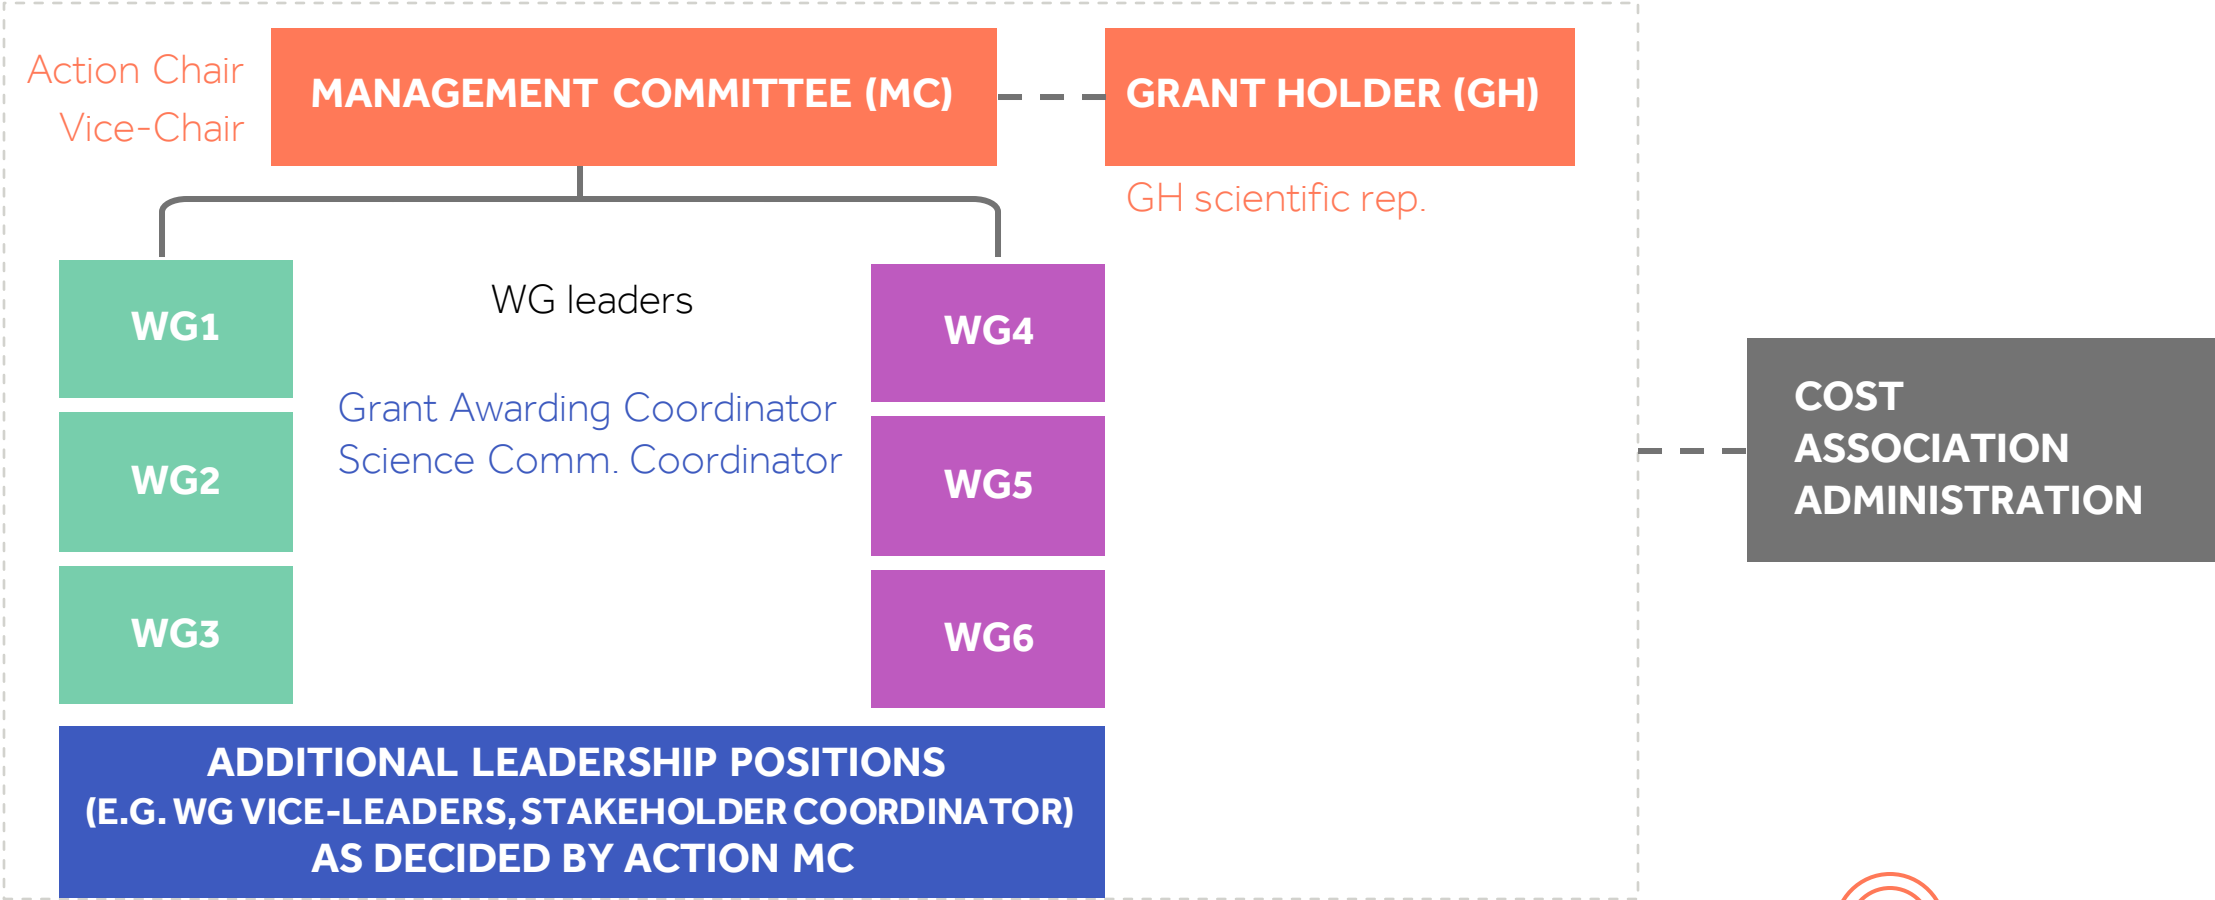 Action Chair
Vice-Chair
MANAGEMENT COMMITTEE (MC)
GRANT HOLDER (GH)
GH scientific rep.
WG1
WG leaders
WG4
Grant Awarding Coordinator
Science Comm. Coordinator
WG2
WG5
WG3
WG6
COST
ASSOCIATION
ADMINISTRATION
ADDITIONAL LEADERSHIP POSITIONS
(E.G. WG VICE-LEADERS, STAKEHOLDER COORDINATOR)
AS DECIDED BY ACTION MC